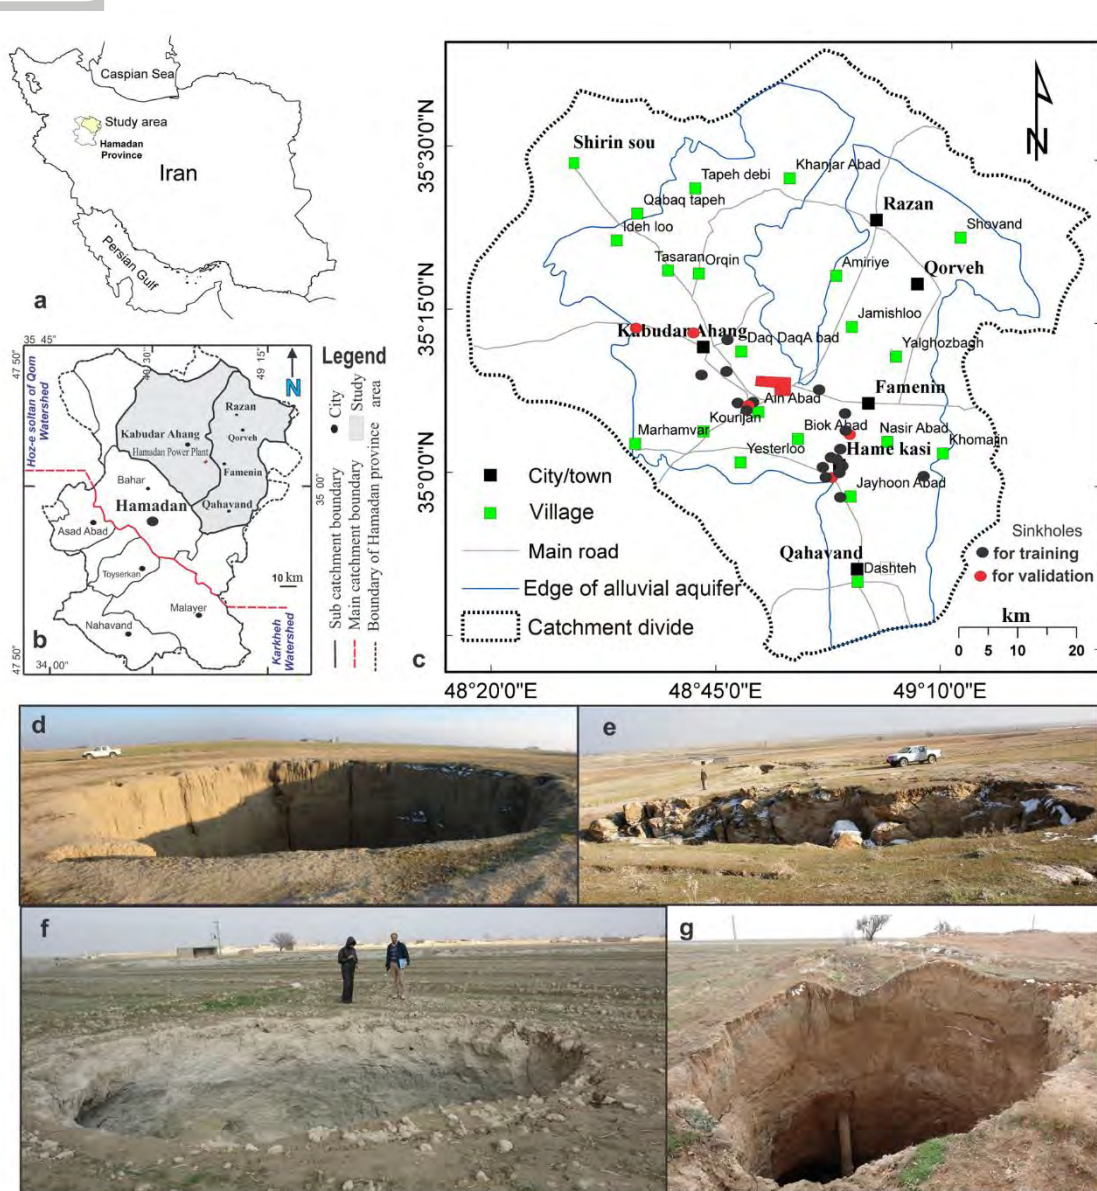 Caspian Sea
Study area
Hamadan
Province
Iran
Persian Gulf
a
35 45"
47 50"
49 15"
Hoz-e soltan of Qom
Watershed
N
Razan
Kabudar Ahang
Qorveh
Hamadan Power Plant
Famenin
Bahar
Hamadan
Qahavand
35 00"
Asad Abad
Toyserkan
10 km
Malayer
Nahavand
b
Karkheh
Watershed
47 50"
34 00"
Legend
City
Study
area
Sub catchment boundary
Main catchment boundary
Boundary of Hamadan province
35°30'0"N
35°15'0"N
35°0'0"N
N
Shirin sou
Khanjar Abad
Tapeh debi
Qabaq tapeh
Razan
Ideh loo
Shovand
Tasaran
Orqin
Amiriye
Qorveh
Jamishloo
Kabudar Ahang
Daq DaqA bad
Yalghozbagh
Ain Abad
Famenin
Kourijan
Marhamvar
Biok Abad
Nasir Abad
Khomajin
Yesterloo
Hame kasi
Jayhoon Abad
City/town
Village
Sinkholes
Main road
for training
Qahavand
Dashteh
for validation
Edge of alluvial aquifer
Catchment divide
km
0 5 10 20
c
48°20'0"E
48°45'0"E
49°10'0"E
d
e
f
g